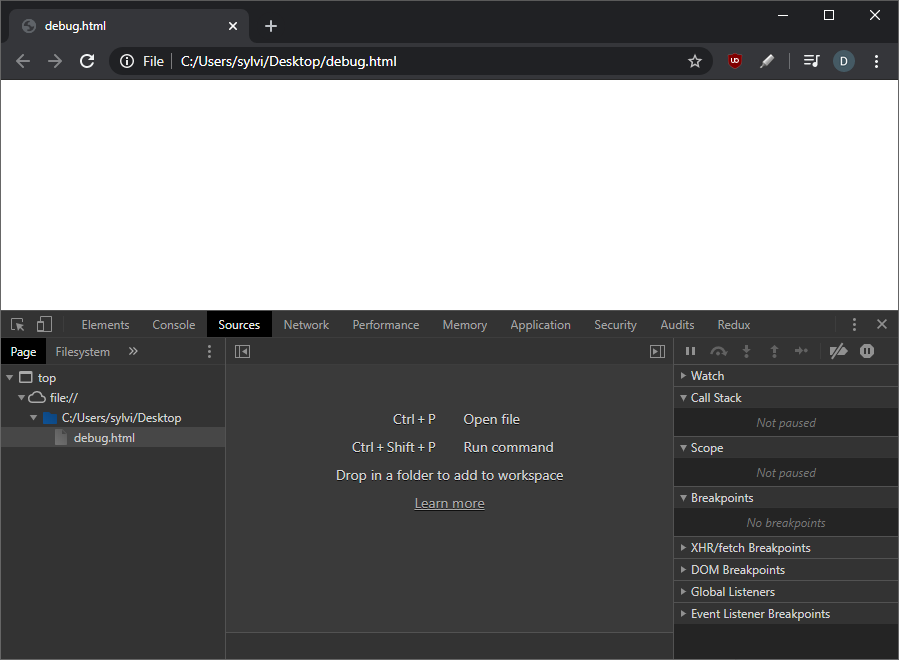 debug.html
File C:/Users/sylvi/Desktop/debug.html
UD
D
Elements Console Sources Network Performance Memory Application Security Audits Redux
Page Filesystem
top
file://
C:/Users/sylvi/Desktop
debug.html
Ctrl + P Open file
Ctrl + Shift + P Run command
Drop in a folder to add to workspace
Learn more
Watch
Call Stack
Not paused
Scope
Not paused
Breakpoints
No breakpoints
XHR/fetch Breakpoints
DOM Breakpoints
Global Listeners
Event Listener Breakpoints